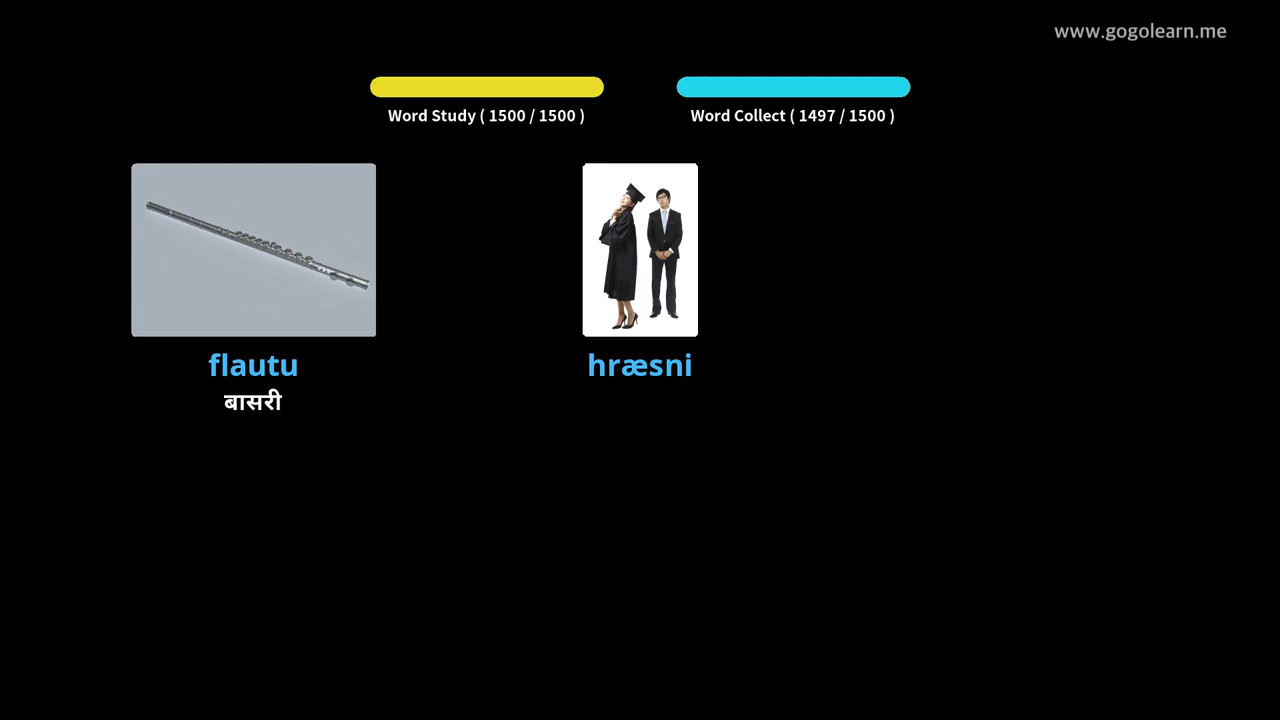 www.gogolearn.me
Word Study ( 1500 / 1500 )
Word Collect ( 1497 / 1500 )
flautu
hræsni
बासरी